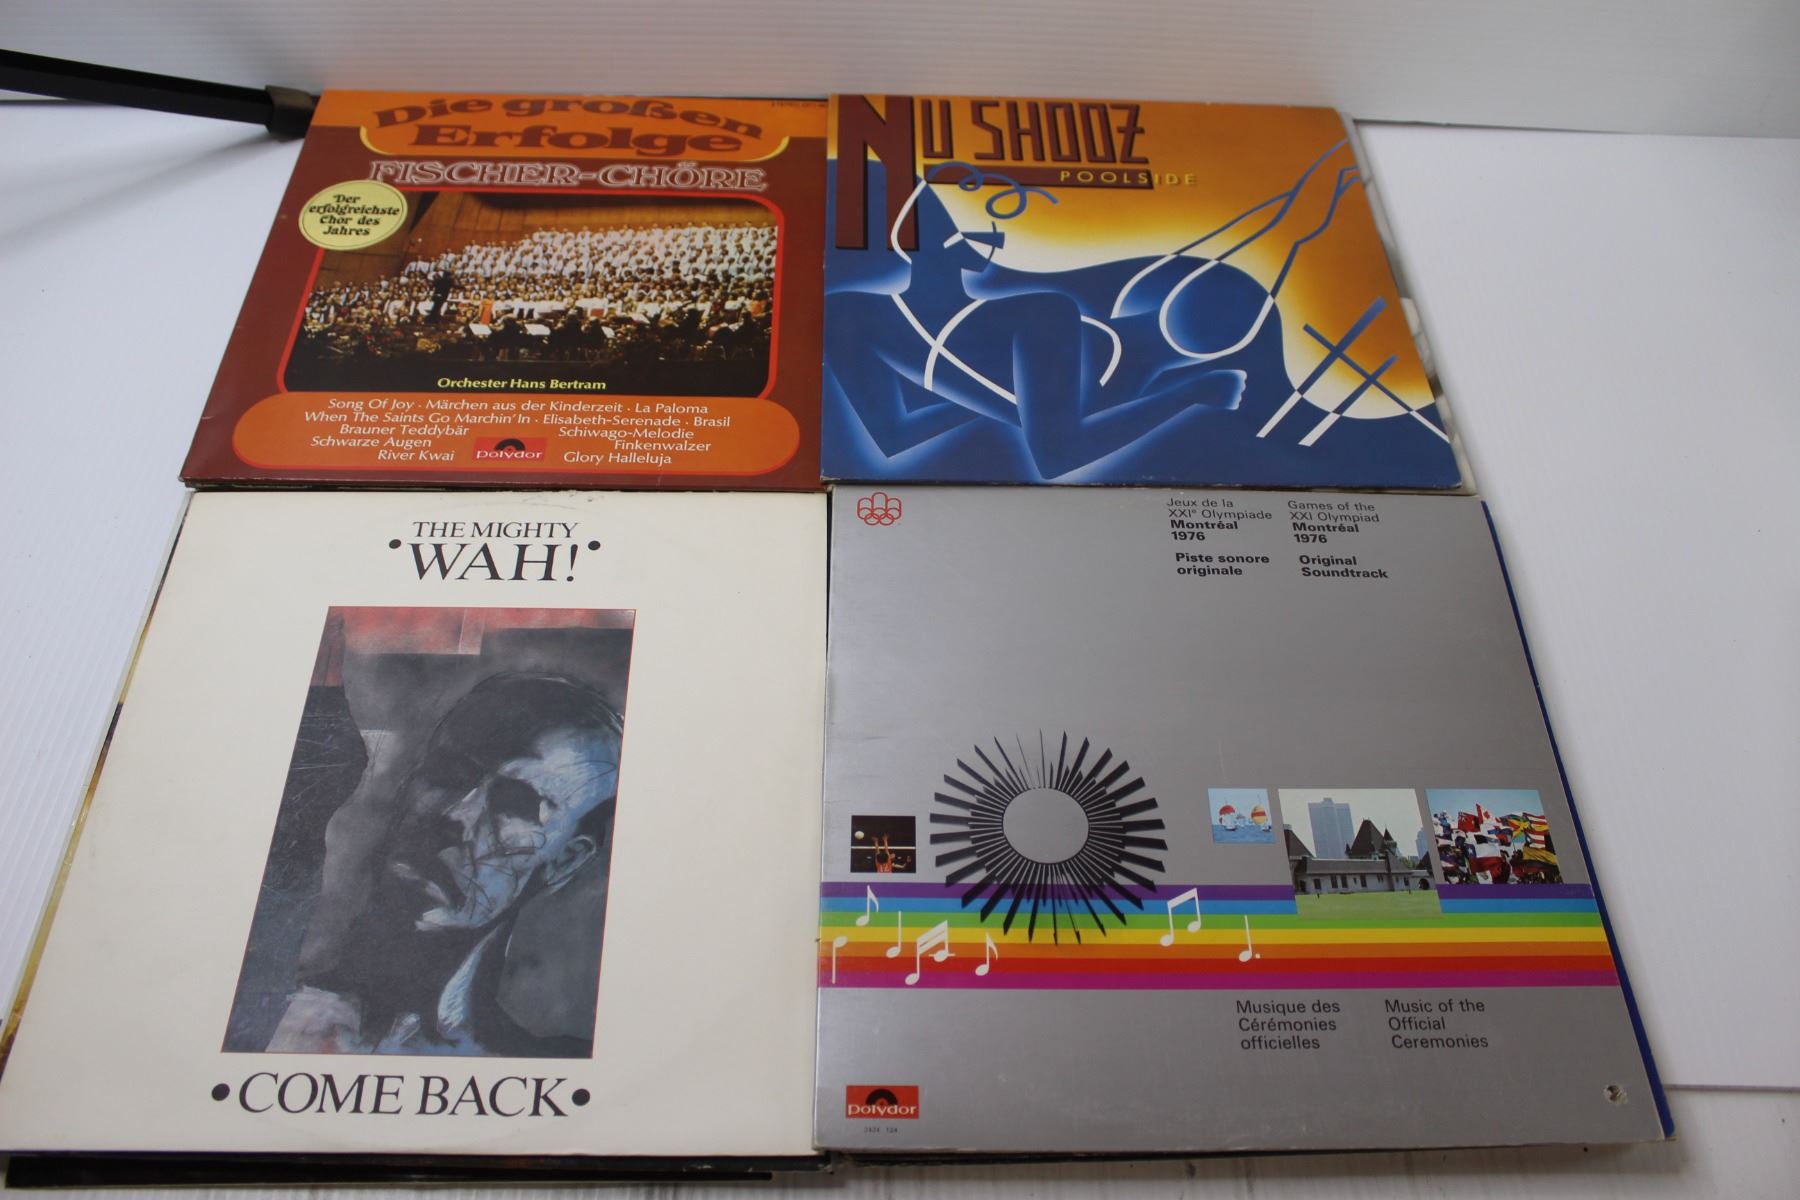 Die großen
Erfolge
FISCHER-CHÖRE
Der
erfolgreichste
Chor des
Jahres
Orchester Hans Bertram
Song Of Joy · Märchen aus der Kinderzeit · La Paloma
When The Saints Go Marchin' In · Elisabeth-Serenade · Brasil
Brauner Teddybär Schiwago-Melodie
Schwarze Augen Finkenwalzer
River Kwai polydor Glory Halleluja
NU SHOOZ
POOLSIDE
THE MIGHTY
•WAH!•
•COME BACK•
Jeux de la
XXIe Olympiade
Montréal
1976
Piste sonore
originale
Games of the
XXI Olympiad
Montréal
1976
Original
Soundtrack
12
Musique des
Cérémonies
officielles
Music of the
Official
Ceremonies
polydor
2424 124